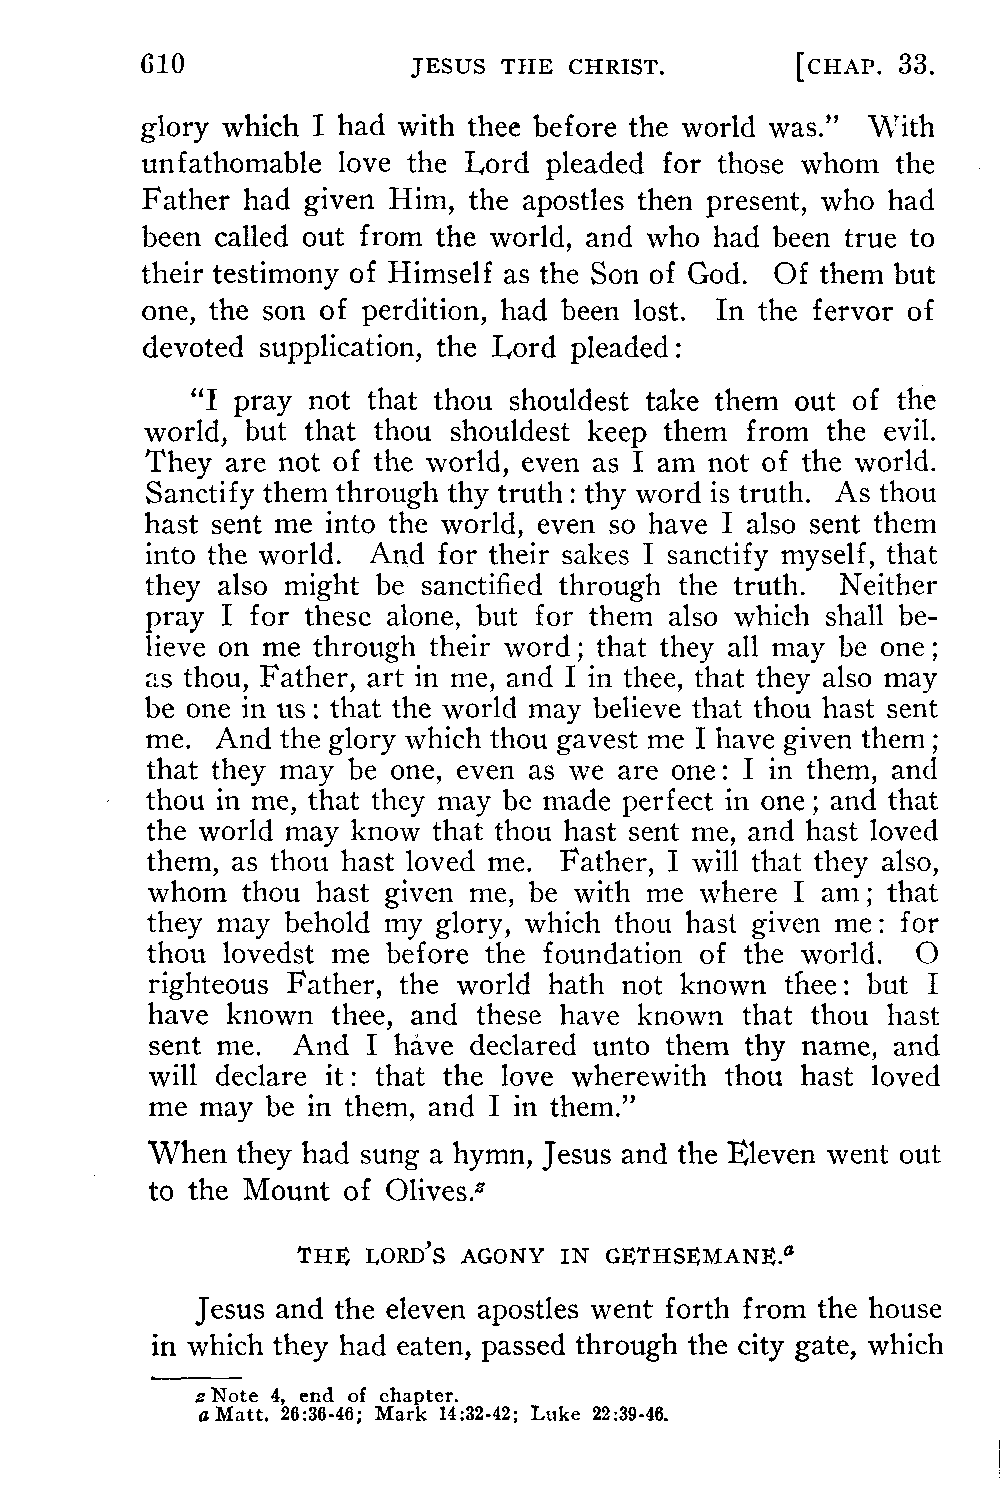 610 JESUS THE CHRIST. [CHAP. 33.
glory which I had with thee before the world was.” With
unfathomable love the Lord pleaded for those whom the
Father had given Him, the apostles then present, who had
been called out from the world, and who had been true to
their testimony of Himself as the Son of God. Of them but
one, the son of perdition, had been lost. In the fervor of
devoted supplication, the Lord pleaded:
“I pray not that thou shouldest take them out of the
world, but that thou shouldest keep them from the evil.
They are not of the world, even as I am not of the world.
Sanctify them through thy truth: thy word is truth. As thou
hast sent me into the world, even so have I also sent them
into the world. And for their sakes I sanctify myself, that
they also might be sanctified through the truth. Neither
pray I for these alone, but for them also which shall be-
lieve on me through their word; that they all may be one;
as thou, Father, art in me, and I in thee, that they also may
be one in us: that the world may believe that thou hast sent
me. And the glory which thou gavest me I have given them;
that they may be one, even as we are one: I in them, and
thou in me, that they may be made perfect in one; and that
the world may know that thou hast sent me, and hast loved
them, as thou hast loved me. Father, I will that they also,
whom thou hast given me, be with me where I am; that
they may behold my glory, which thou hast given me: for
thou lovedst me before the foundation of the world. O
righteous Father, the world hath not known thee: but I
have known thee, and these have known that thou hast
sent me. And I have declared unto them thy name, and
will declare it: that the love wherewith thou hast loved
me may be in them, and I in them.”
When they had sung a hymn, Jesus and the Eleven went out
to the Mount of Olives.z
THE LORD’S AGONY IN GETHSEMANE.a
Jesus and the eleven apostles went forth from the house
in which they had eaten, passed through the city gate, which
z Note 4, end of chapter.
a Matt. 26:36-46; Mark 14:32-42; Luke 22:39-46.